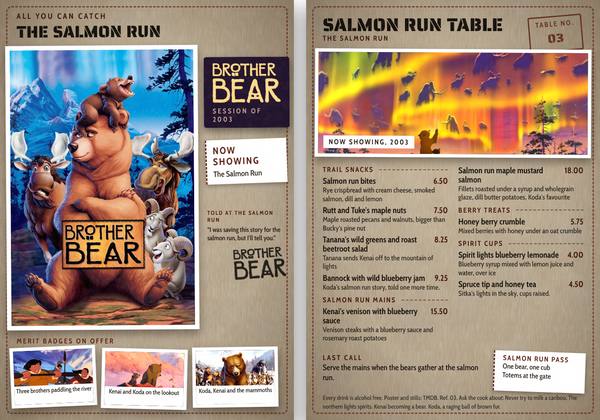 ALL YOU CAN CATCH
THE SALMON RUN
BROTHER
BEAR
BROTHER
BEAR
SESSION OF
2003
NOW
SHOWING
The Salmon Run
TOLD AT THE SALMON
RUN
"I was saving this story for the
salmon run, but I'll tell you."
BROTHER
BEAR
MERIT BADGES ON OFFER
Three brothers paddling the river
Kenai and Koda on the lookout
Koda, Kenai and the mammoths
SALMON RUN TABLE
THE SALMON RUN
TABLE NO.
03
NOW SHOWING, 2003
TRAIL SNACKS
Salmon run bites 6.50
Rye crispbread with cream cheese, smoked
salmon, dill and lemon
Rutt and Tuke's maple nuts 7.50
Maple roasted pecans and walnuts, bigger than
Bucky's pine nut
Tanana's wild greens and roast
beetroot salad 8.25
Tanana sends Kenai off to the mountain of
lights
Bannock with wild blueberry jam 9.25
Koda's salmon run story, told one more time.
SALMON RUN MAINS
Kenai's venison with blueberry
sauce 15.50
Venison steaks with a blueberry sauce and
rosemary roast potatoes
Salmon run maple mustard
salmon 18.00
Fillets roasted under a syrup and wholegrain
glaze, dill butter potatoes, Koda's favourite
BERRY TREATS
Honey berry crumble 5.75
Mixed berries with honey under an oat crumble
SPIRIT CUPS
Spirit lights blueberry lemonade 4.00
Blueberry syrup mixed with lemon juice and
water, over ice
Spruce tip and honey tea 4.50
Sitka's lights in the sky, cups raised.
LAST CALL
Serve the mains when the bears gather at the salmon
run.
SALMON RUN PASS
One bear, one cub
Totems at the gate
Every drink is alcohol free. Poster and stills: TMDB. Ref. 03. Ask the cook about: Never try to milk a caribou. The
northern lights spirits. Kenai becoming a bear. Koda, a raging ball of brown fur.